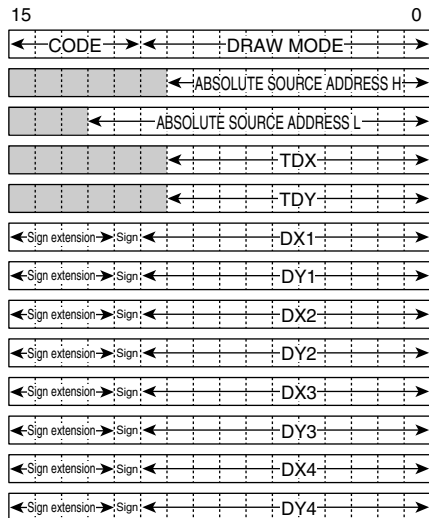 15 0
CODE DRAW MODE
ABSOLUTE SOURCE ADDRESS H
ABSOLUTE SOURCE ADDRESS L
TDX
TDY
Sign extension Sign DX1
Sign extension Sign DY1
Sign extension Sign DX2
Sign extension Sign DY2
Sign extension Sign DX3
Sign extension Sign DY3
Sign extension Sign DX4
Sign extension Sign DY4